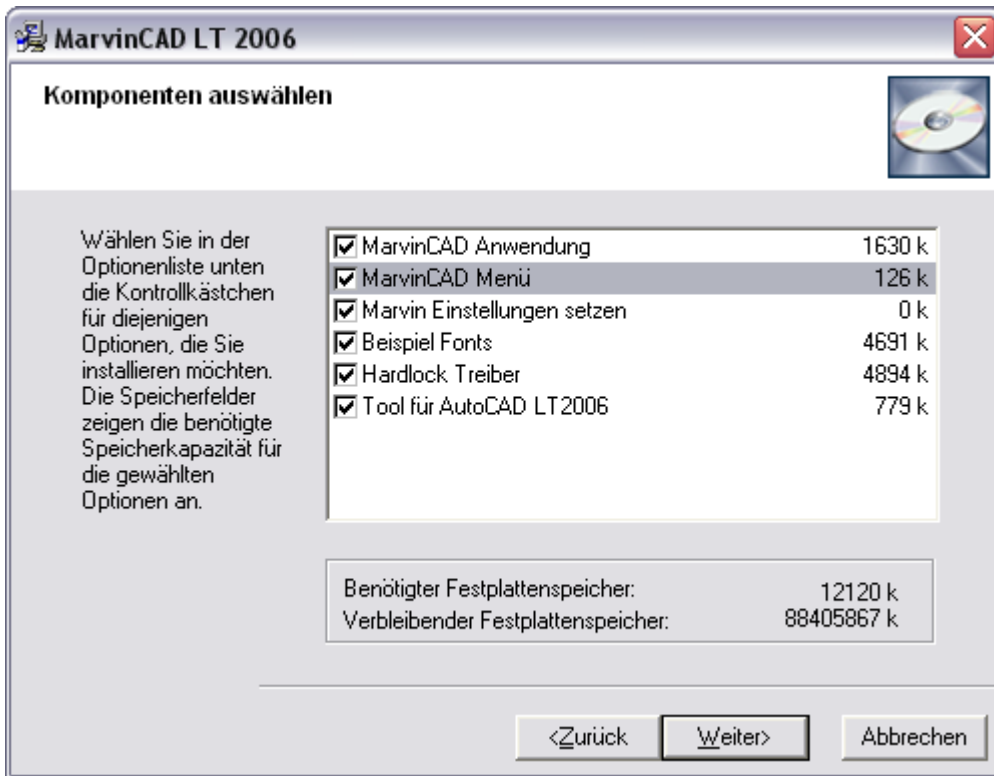 MarvinCAD LT 2006
Komponenten auswählen
Wählen Sie in der
Optionenliste unten
die Kontrollkästchen
für diejenigen
Optionen, die Sie
installieren möchten.
Die Speicherfelder
zeigen die benötigte
Speicherkapazität für
die gewählten
Optionen an.
MarvinCAD Anwendung 1630 k
MarvinCAD Menü 126 k
Marvin Einstellungen setzen 0 k
Beispiel Fonts 4691 k
Hardlock Treiber 4894 k
Tool für AutoCAD LT2006 779 k
Benötigter Festplattenspeicher: 12120 k
Verbleibender Festplattenspeicher: 88405867 k
<Zurück Weiter> Abbrechen